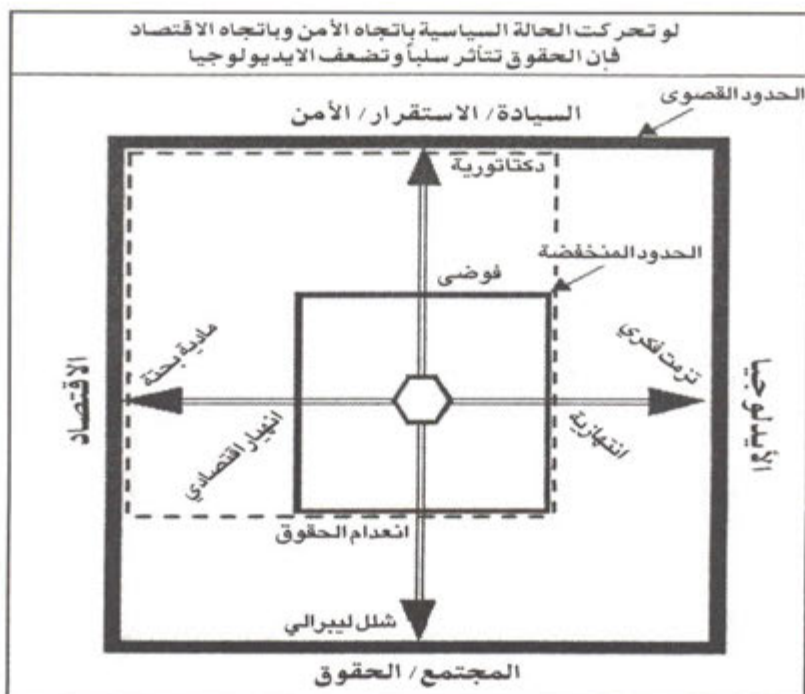 لو تحركت الحالة السياسية باتجاه الأمن وباتجاه الاقتصاد
فإن الحقوق تتأثر سلباً وتضعف الايديولوجيا
الحدود القصوى
السيادة / الاستقرار / الأمن
دكتاتورية
الحدود المنخفضة
فوضى
مادية بحتة
تزمت فكري
الأيدلوجيا
الاقتصاد
انتهازية
انهيار اقتصادي
انعدام الحقوق
شلل ليبرالي
المجتمع / الحقوق